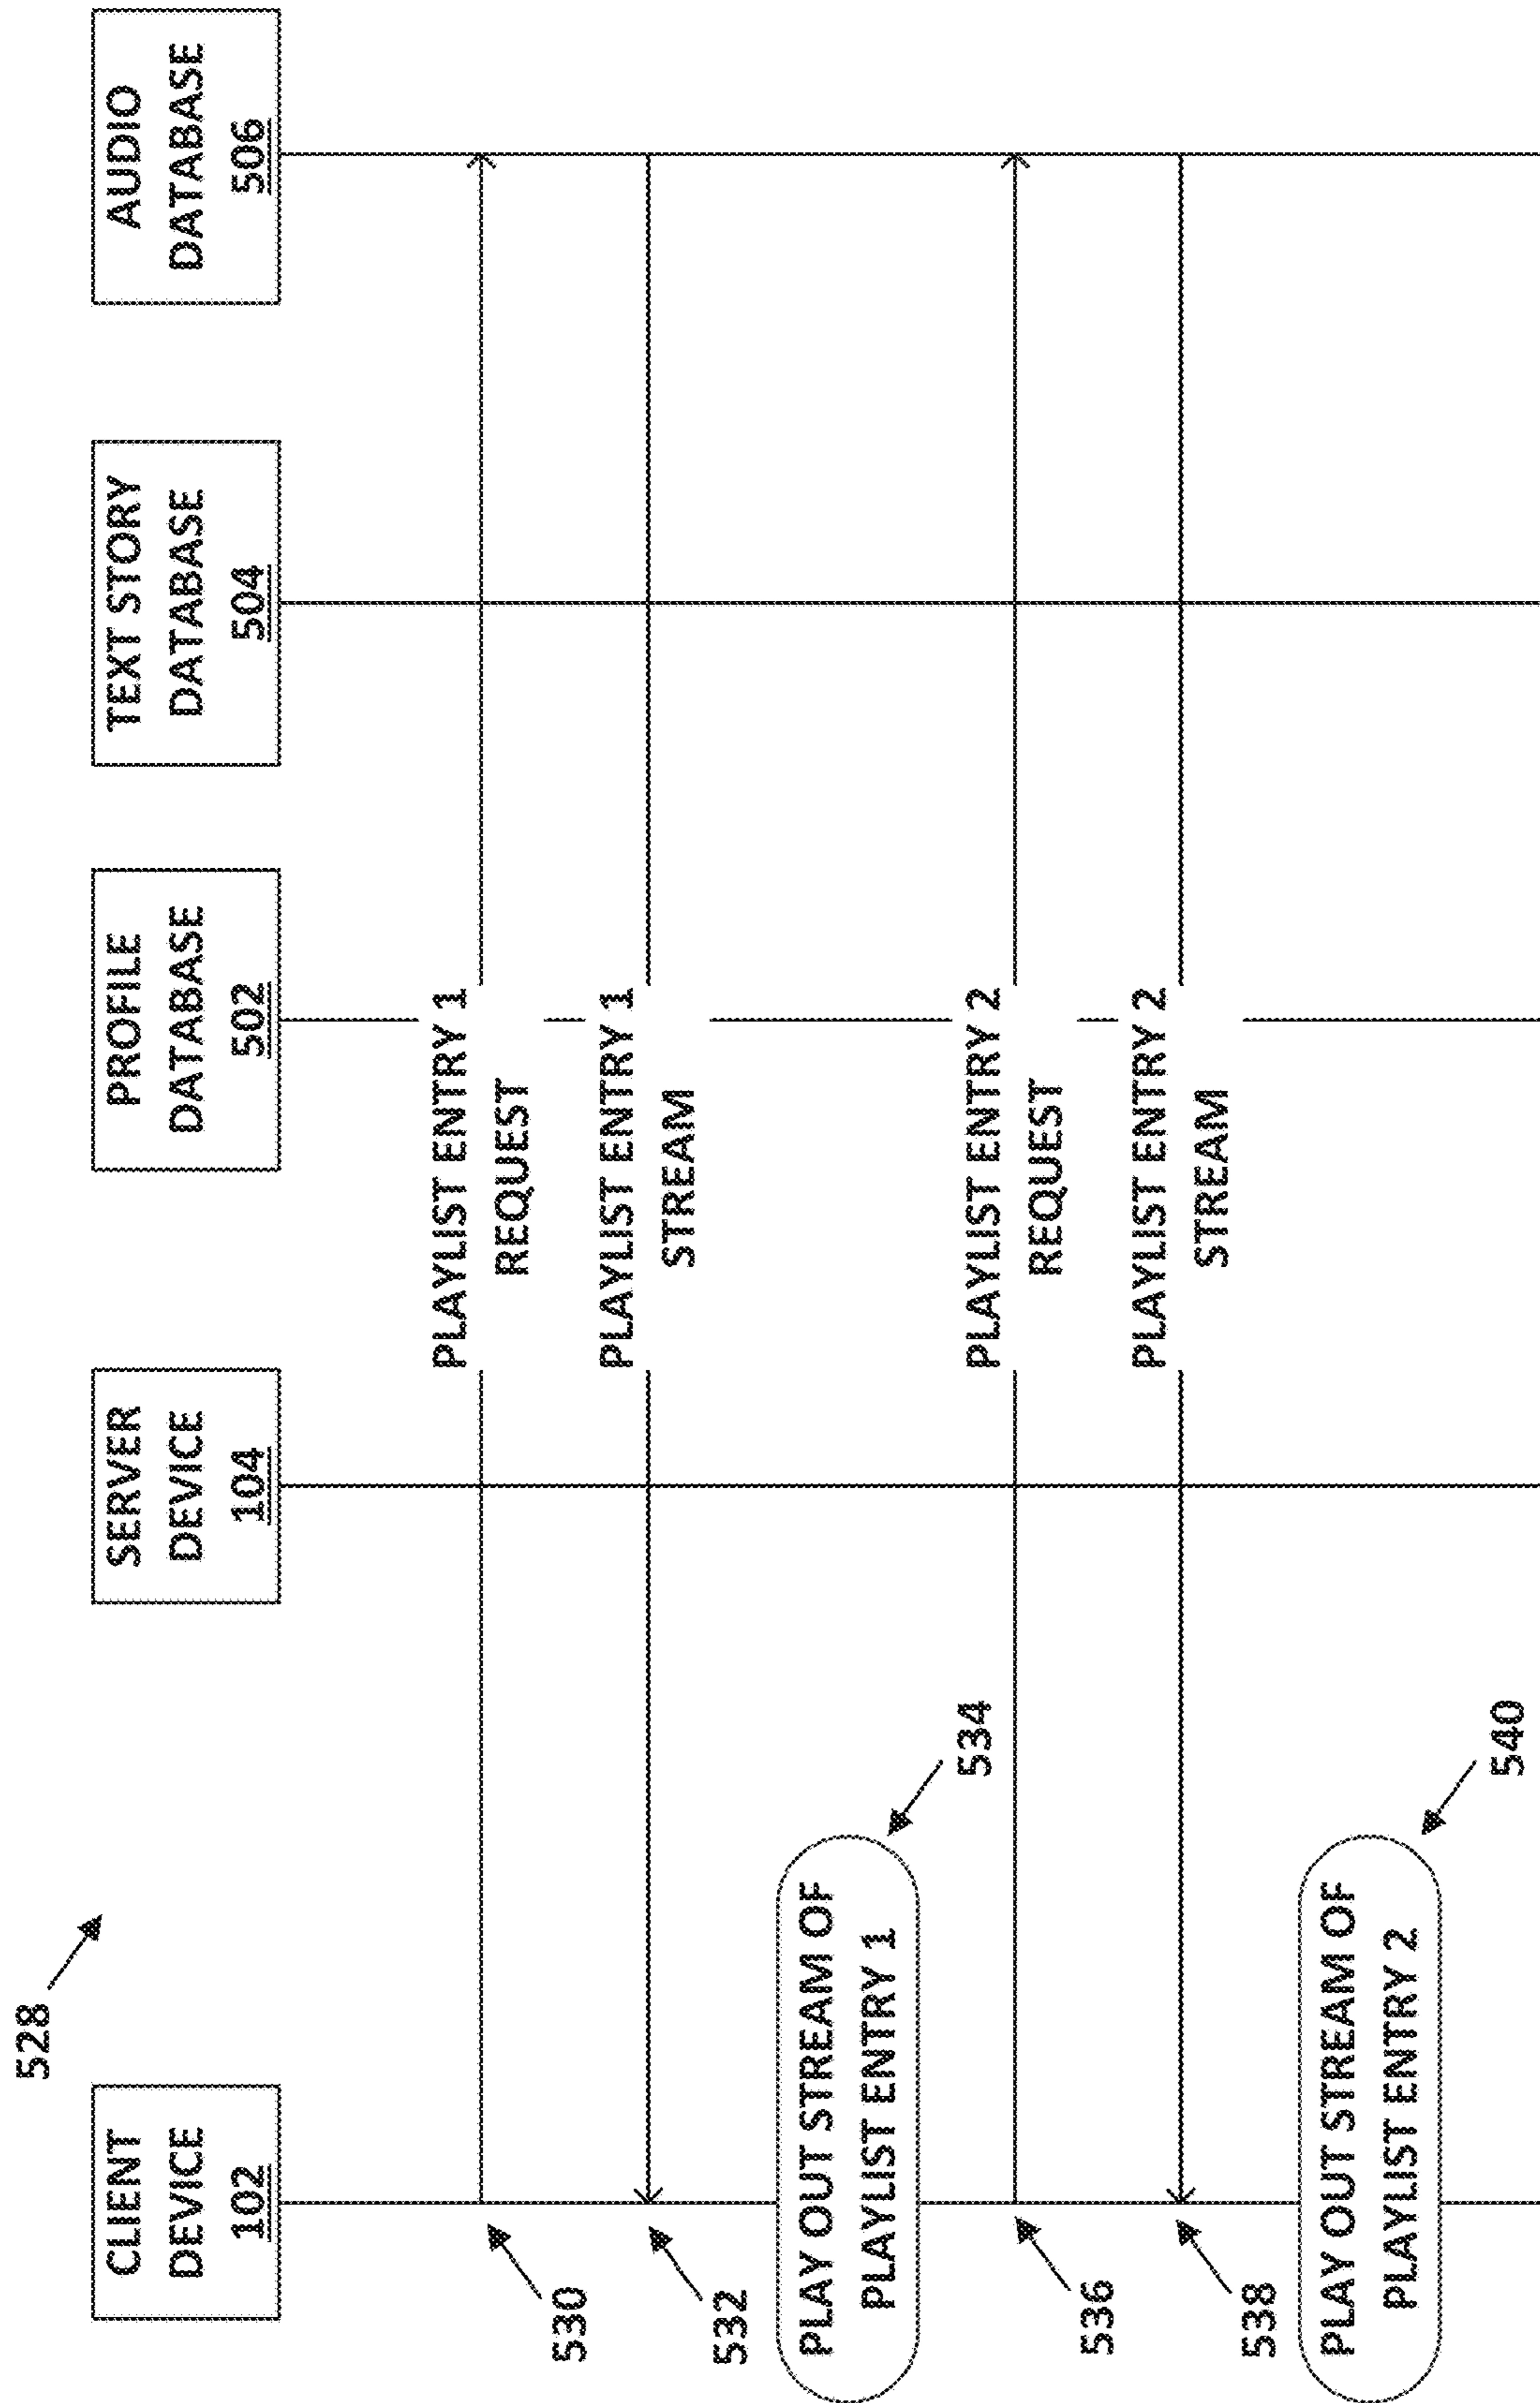 528
CLIENT
DEVICE
102
SERVER
DEVICE
104
PROFILE
DATABASE
502
TEXT STORY
DATABASE
504
AUDIO
DATABASE
506
530
PLAYLIST ENTRY 1
REQUEST
532
PLAYLIST ENTRY 1
STREAM
PLAY OUT STREAM OF
PLAYLIST ENTRY 1
534
536
PLAYLIST ENTRY 2
REQUEST
538
PLAYLIST ENTRY 2
STREAM
PLAY OUT STREAM OF
PLAYLIST ENTRY 2
540